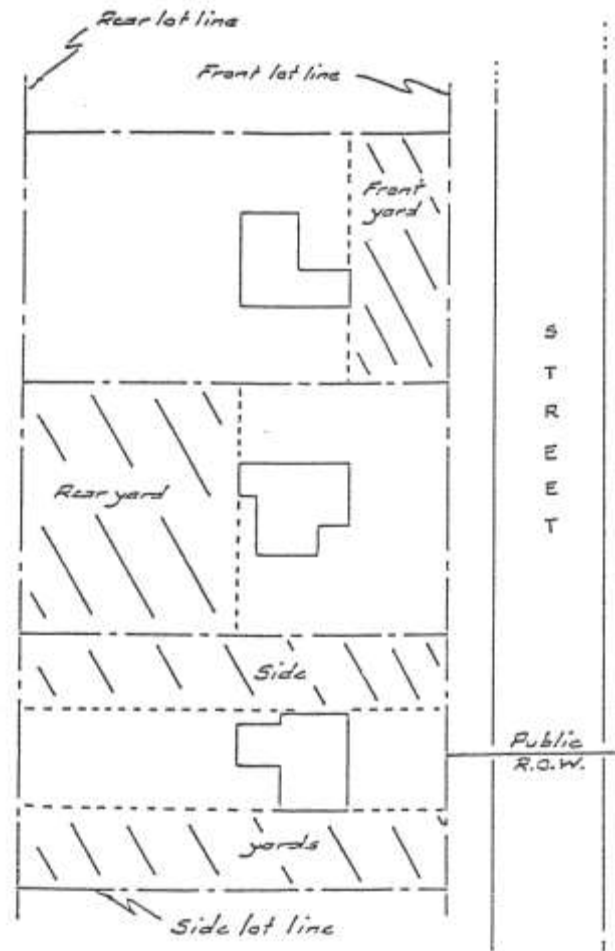 Rear lot line
Front lot line
Front
yard
S
T
R
E
E
T
Rear yard
Side
Public
R.O.W.
yards
Side lot line